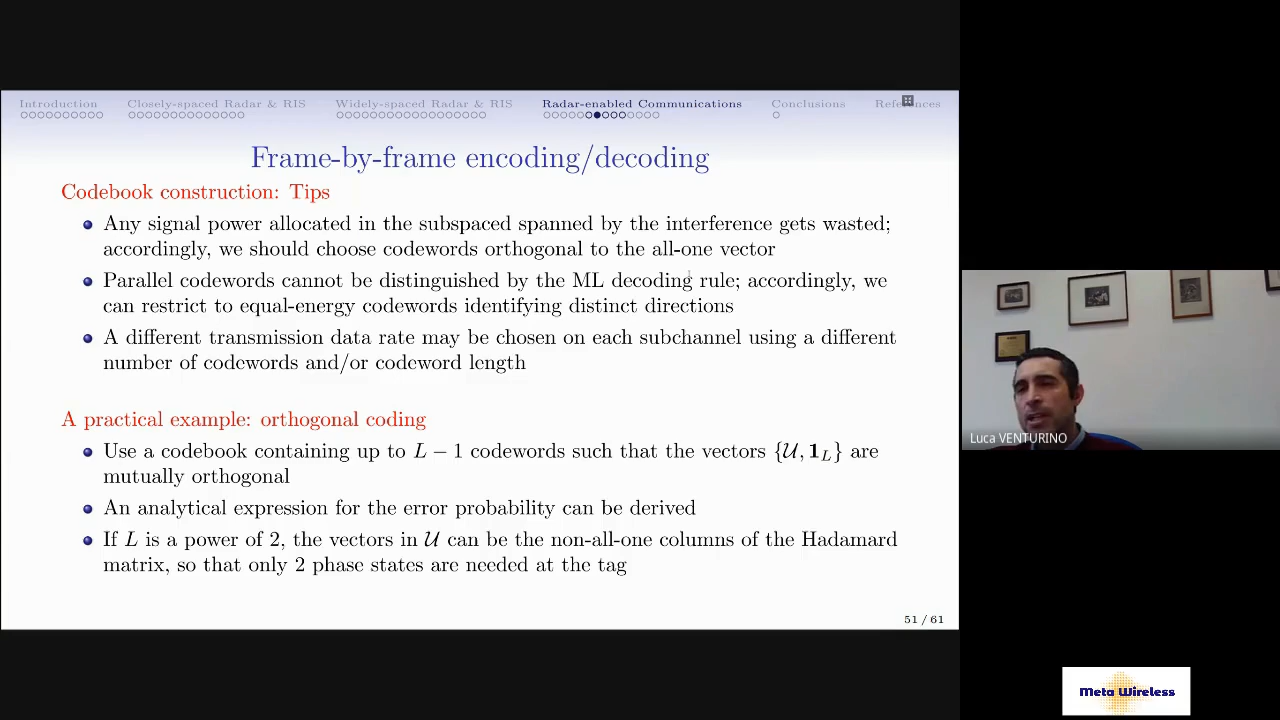 Introduction Closely-spaced Radar & RIS Widely-spaced Radar & RIS Radar-enabled Communications Conclusions
Frame-by-frame encoding/decoding
Codebook construction: Tips
Any signal power allocated in the subspaced spanned by the interference gets wasted;
accordingly, we should choose codewords orthogonal to the all-one vector
Parallel codewords cannot be distinguished by the ML decoding rule; accordingly, we
can restrict to equal-energy codewords identifying distinct directions
A different transmission data rate may be chosen on each subchannel using a different
number of codewords and/or codeword length
A practical example: orthogonal coding
Use a codebook containing up to L − 1 codewords such that the vectors {𝒰, 𝟏_L} are
mutually orthogonal
An analytical expression for the error probability can be derived
If L is a power of 2, the vectors in 𝒰 can be the non-all-one columns of the Hadamard
matrix, so that only 2 phase states are needed at the tag
51 / 61
Luca VENTURINO
Meta Wireless